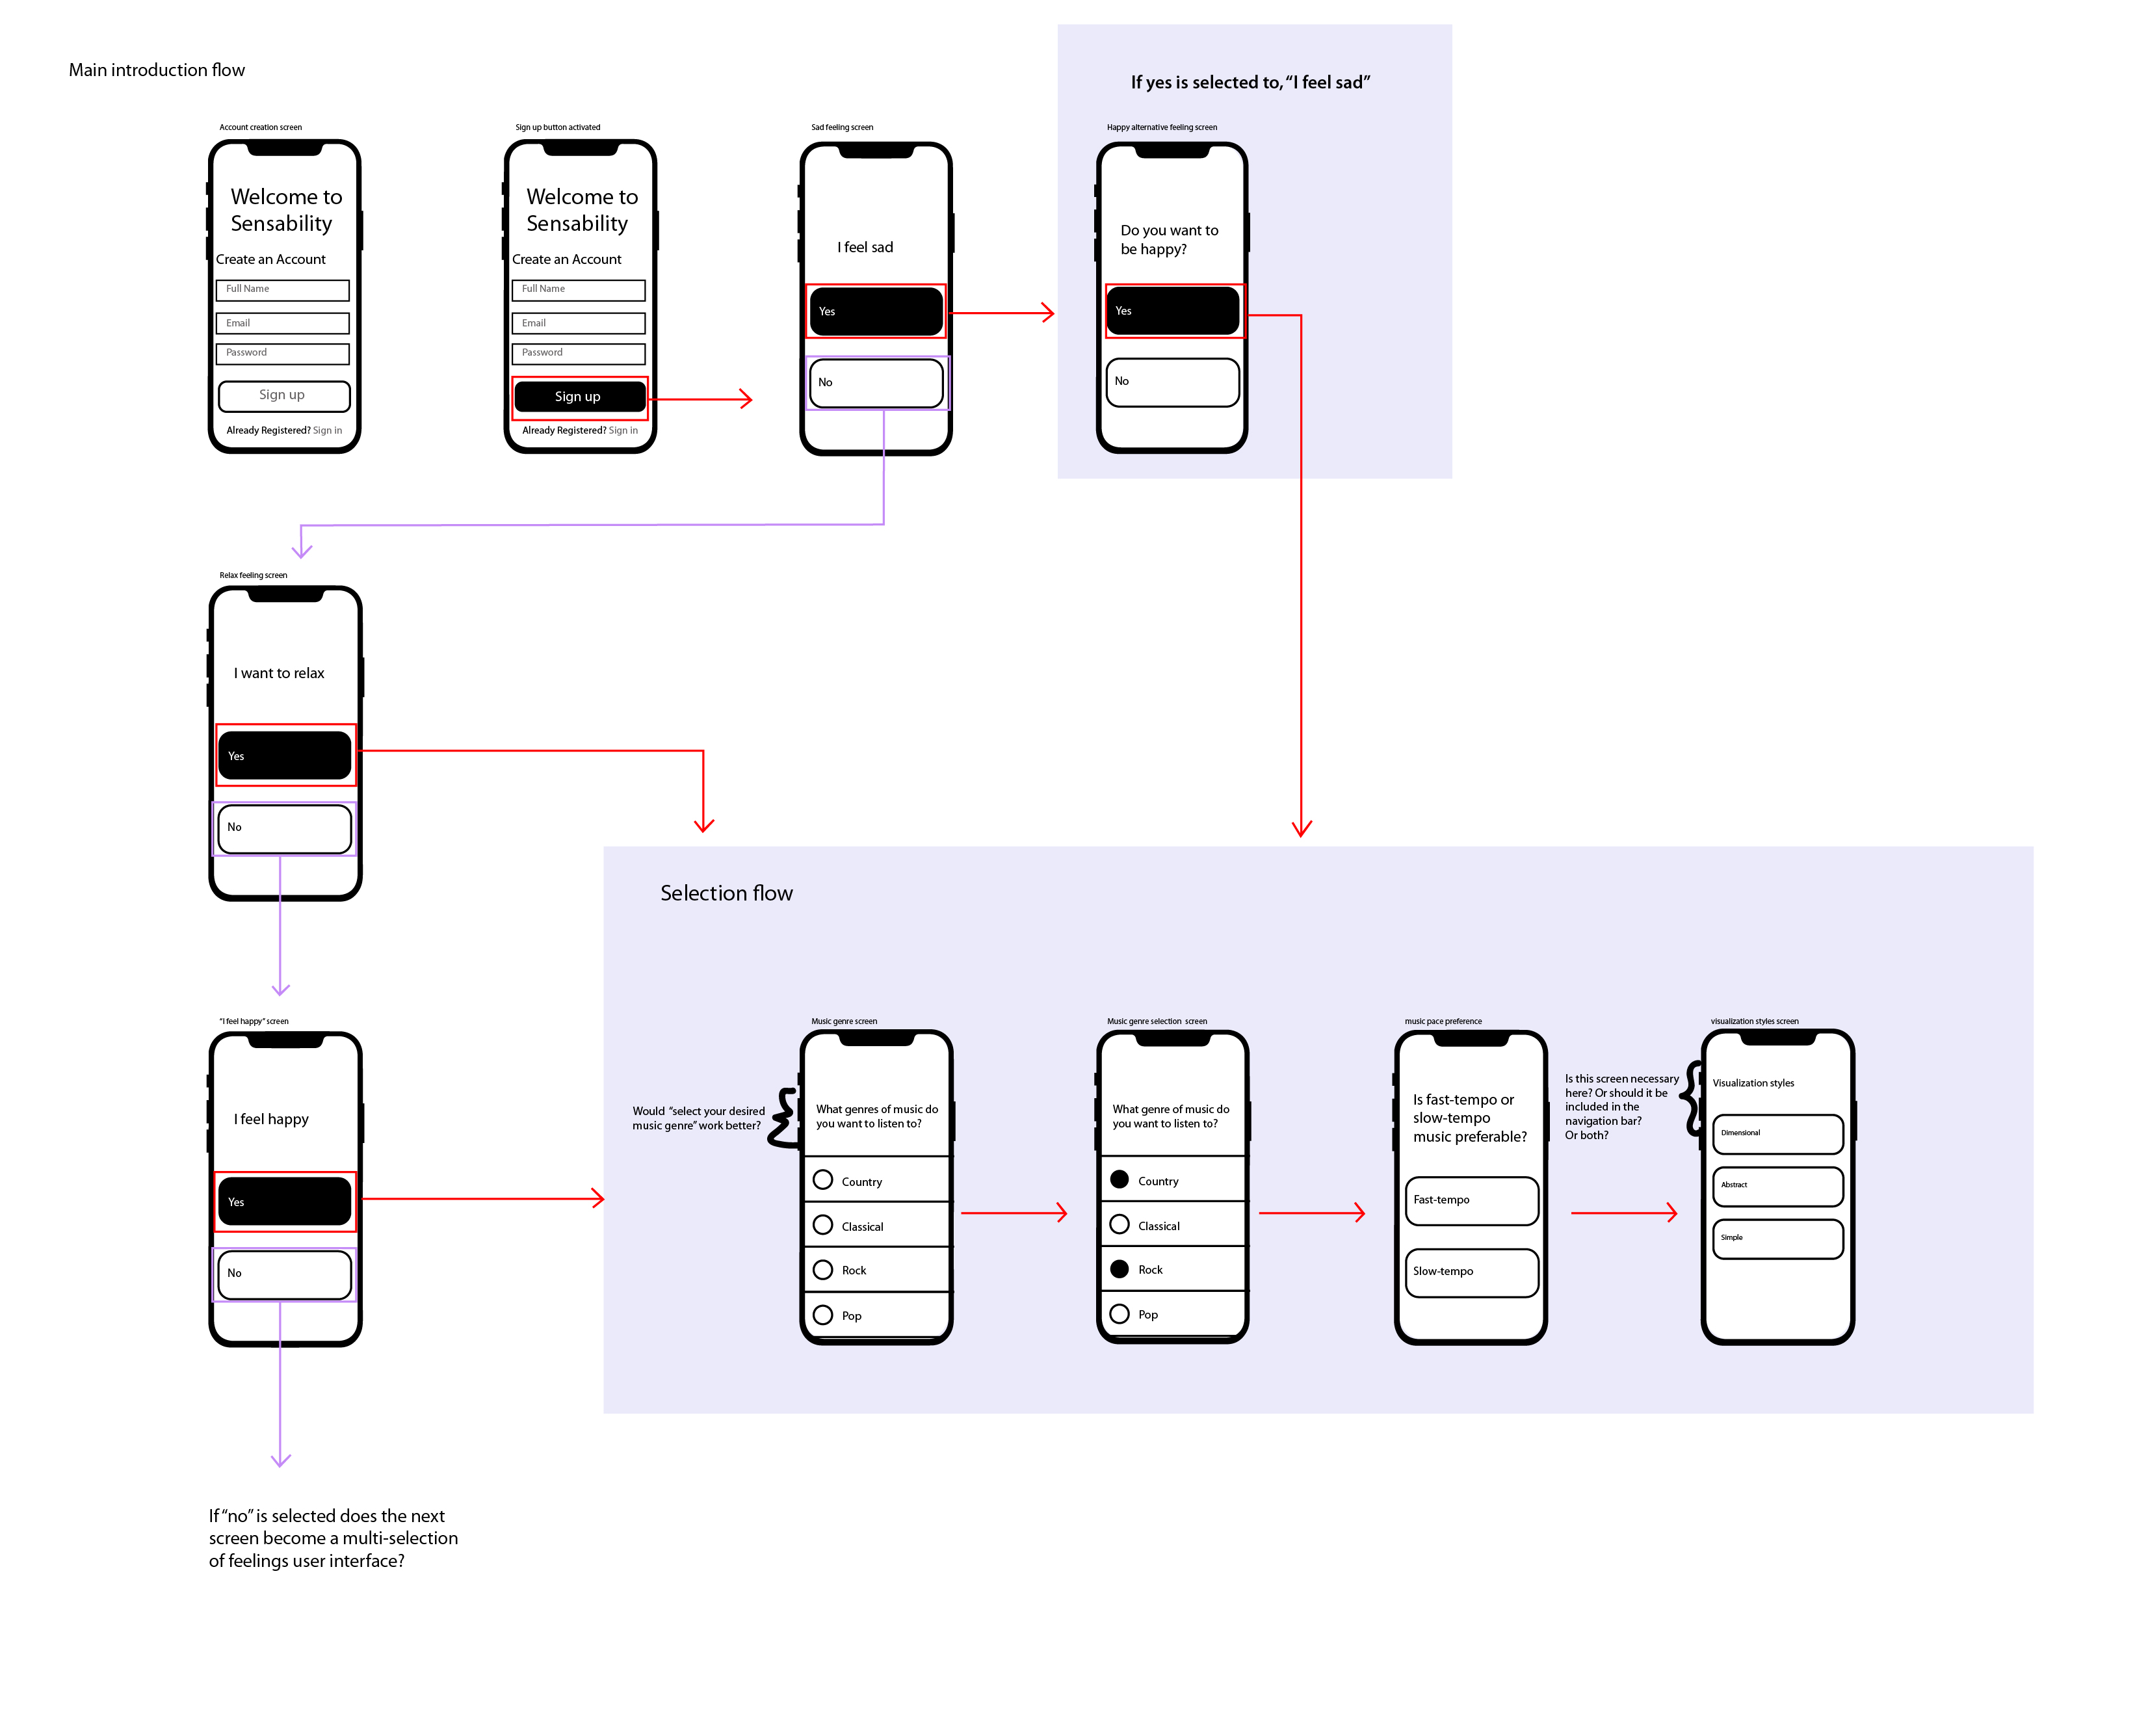 Main introduction flow
If yes is selected to, “I feel sad”
Account creation screen
Welcome to
Sensability
Create an Account
Full Name
Email
Password
Sign up
Already Registered? Sign in
Sign up button activated
Welcome to
Sensability
Create an Account
Full Name
Email
Password
Sign up
Already Registered? Sign in
Sad feeling screen
I feel sad
Yes
No
Happy alternative feeling screen
Do you want to
be happy?
Yes
No
Relax feeling screen
I want to relax
Yes
No
“I feel happy” screen
I feel happy
Yes
No
If “no” is selected does the next
screen become a multi-selection
of feelings user interface?
Selection flow
Would “select your desired
music genre” work better?
Music genre screen
What genres of music do
you want to listen to?
Country
Classical
Rock
Pop
Music genre selection screen
What genre of music do
you want to listen to?
Country
Classical
Rock
Pop
music pace preference
Is fast-tempo or
slow-tempo
music preferable?
Fast-tempo
Slow-tempo
Is this screen necessary
here? Or should it be
included in the
navigation bar?
Or both?
visualization styles screen
Visualization styles
Dimensional
Abstract
Simple